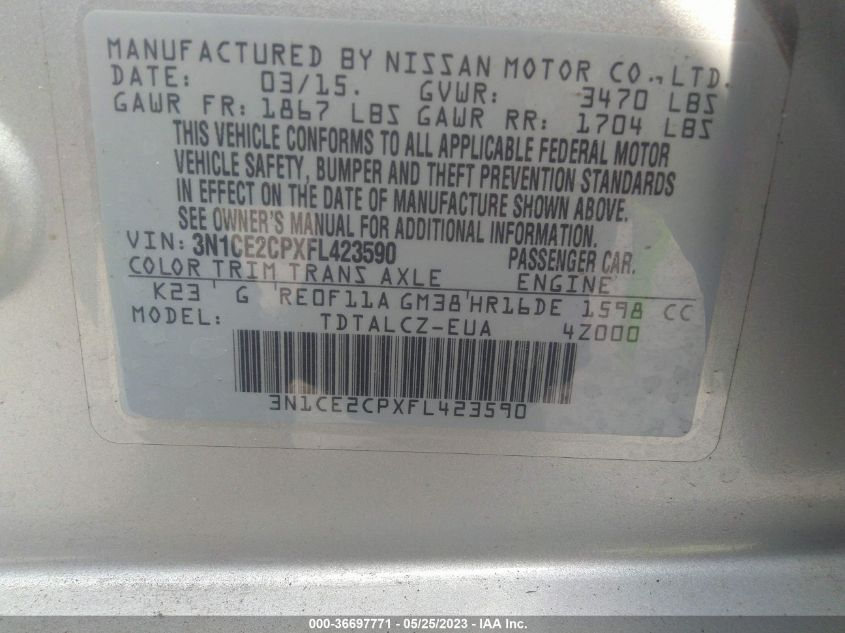 MANUFACTURED BY NISSAN MOTOR CO., LTD.
DATE: 03/15. GVWR: 3470 LBS
GAWR FR: 1867 LBS GAWR RR: 1704 LBS
THIS VEHICLE CONFORMS TO ALL APPLICABLE FEDERAL MOTOR
VEHICLE SAFETY, BUMPER AND THEFT PREVENTION STANDARDS
IN EFFECT ON THE DATE OF MANUFACTURE SHOWN ABOVE.
SEE OWNER'S MANUAL FOR ADDITIONAL INFORMATION.
VIN: 3N1CE2CPXFL423590 PASSENGER CAR.
COLOR TRIM TRANS AXLE ENGINE
K23 G RE0F11A GM38 HR16DE 1598 CC
MODEL: TDTALCZ-EUA 4Z000
3N1CE2CPXFL423590
000-36697771 - 05/25/2023 - IAA Inc.